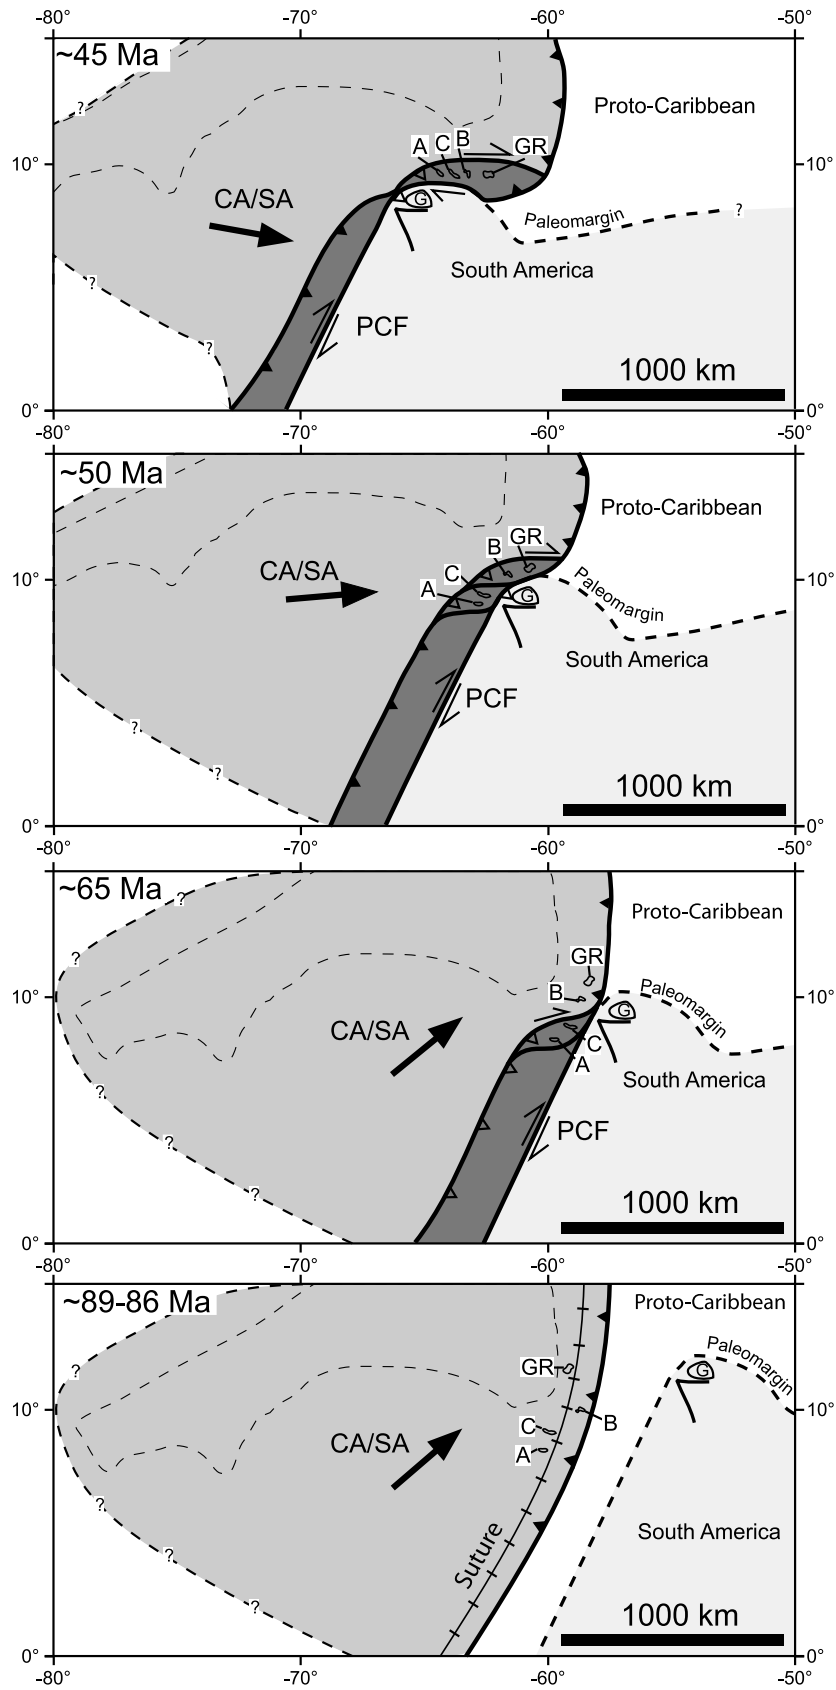 -80° -70° -60° -50°
~45 Ma
Proto-Caribbean
?
A C B GR
10° 10°
CA/SA
G
Paleomargin ?
South America
?
PCF
?
1000 km
0° 0°
-80° -70° -60° -50°
~50 Ma
Proto-Caribbean
GR
B
CA/SA C
10° 10°
A G
Paleomargin
South America
PCF
?
?
1000 km
0° 0°
-80° -70° -60° -50°
~65 Ma
?
Proto-Caribbean
GR
?
B
Paleomargin
10° 10°
G
CA/SA
C
A
South America
?
PCF
?
?
1000 km
0° 0°
-80° -70° -60° -50°
~89-86 Ma
Proto-Caribbean
Paleomargin
GR G
?
10° 10°
B
C
CA/SA
A
?
South America
Suture
?
?
1000 km
0° 0°
-80° -70° -60° -50°